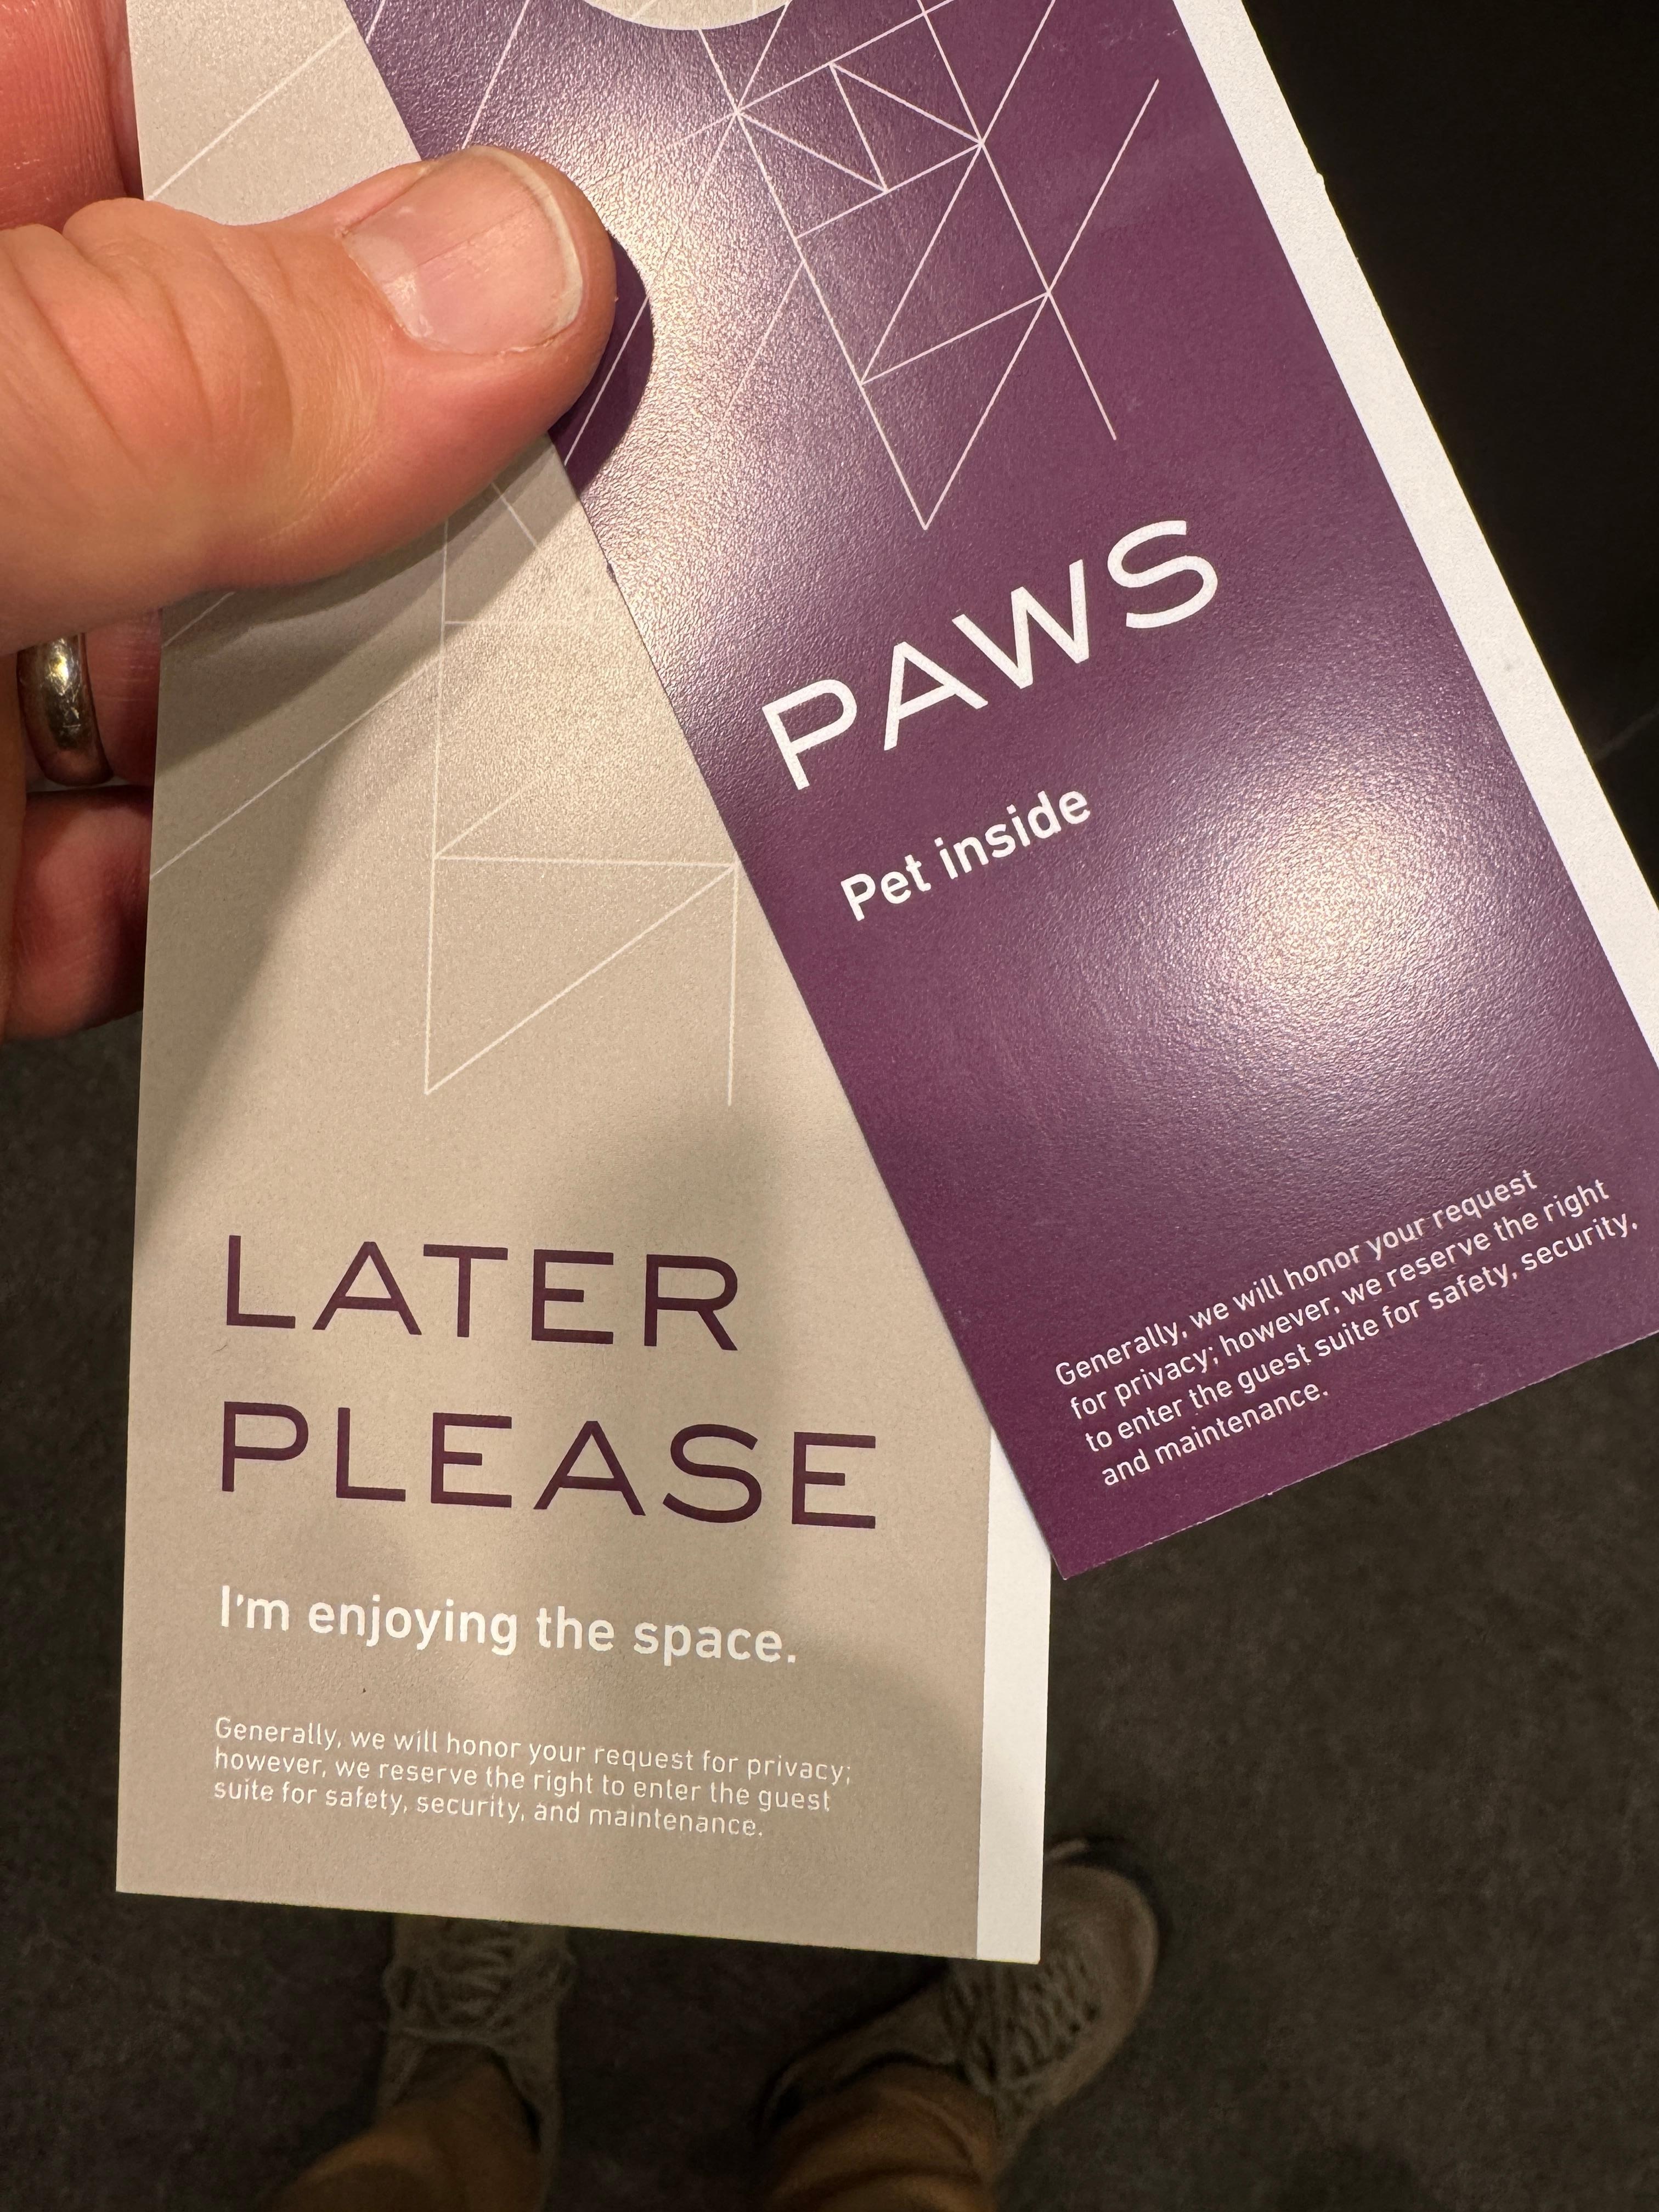 LATER
PLEASE
I'm enjoying the space.
Generally, we will honor your request for privacy;
however, we reserve the right to enter the guest
suite for safety, security, and maintenance.
PAWS
Pet inside
Generally, we will honor your request
for privacy; however, we reserve the right
to enter the guest suite for safety, security,
and maintenance.